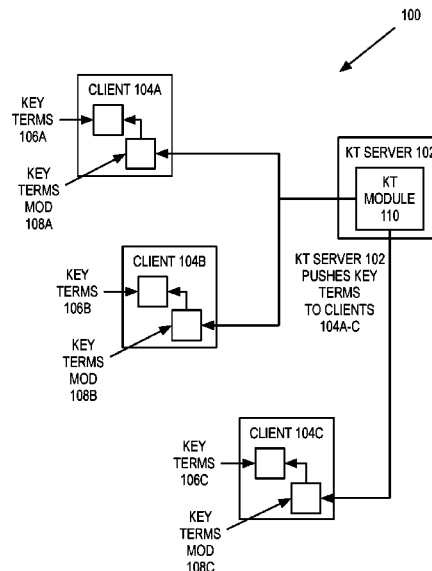 100
CLIENT 104A
KEY
TERMS
106A
KEY
TERMS
MOD
108A
KT SERVER 102
KT
MODULE
110
KT SERVER 102
PUSHES KEY
TERMS
TO CLIENTS
104A-C
CLIENT 104B
KEY
TERMS
106B
KEY
TERMS
MOD
108B
CLIENT 104C
KEY
TERMS
106C
KEY
TERMS
MOD
108C